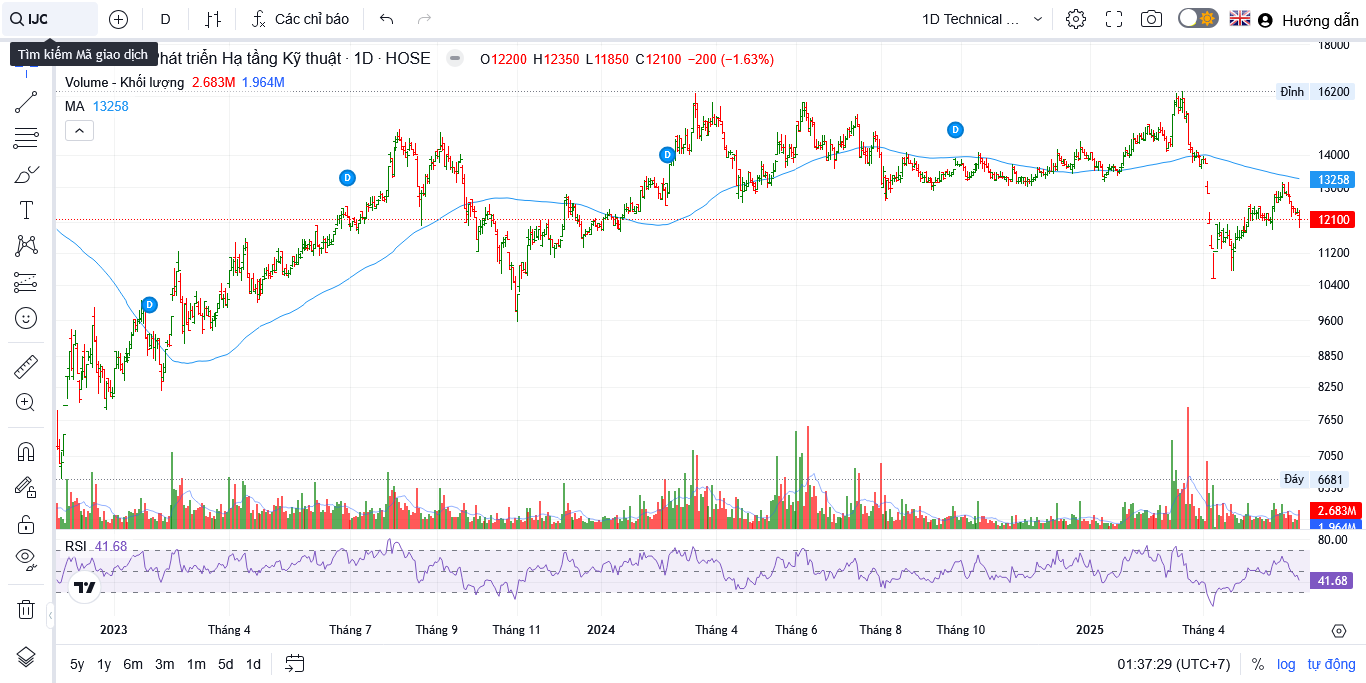 IJC
D
Các chỉ báo
1D Technical ...
Hướng dẫn
Tìm kiếm Mã giao dịch
Phát triển Hạ tầng Kỹ thuật · 1D · HOSE
O12200 H12350 L11850 C12100 −200 (−1.63%)
Volume - Khối lượng 2.683M 1.964M
MA 13258
18000
Đỉnh 16200
14000
13258
13000
12100
11200
10400
9600
8850
8250
7650
7050
Đáy 6681
2.683M
1.964M
D
D
D
D
RSI 41.68
80.00
41.68
2023
Tháng 4
Tháng 7
Tháng 9
Tháng 11
2024
Tháng 4
Tháng 6
Tháng 8
Tháng 10
2025
Tháng 4
5y 1y 6m 3m 1m 5d 1d
01:37:29 (UTC+7)
% log tự động